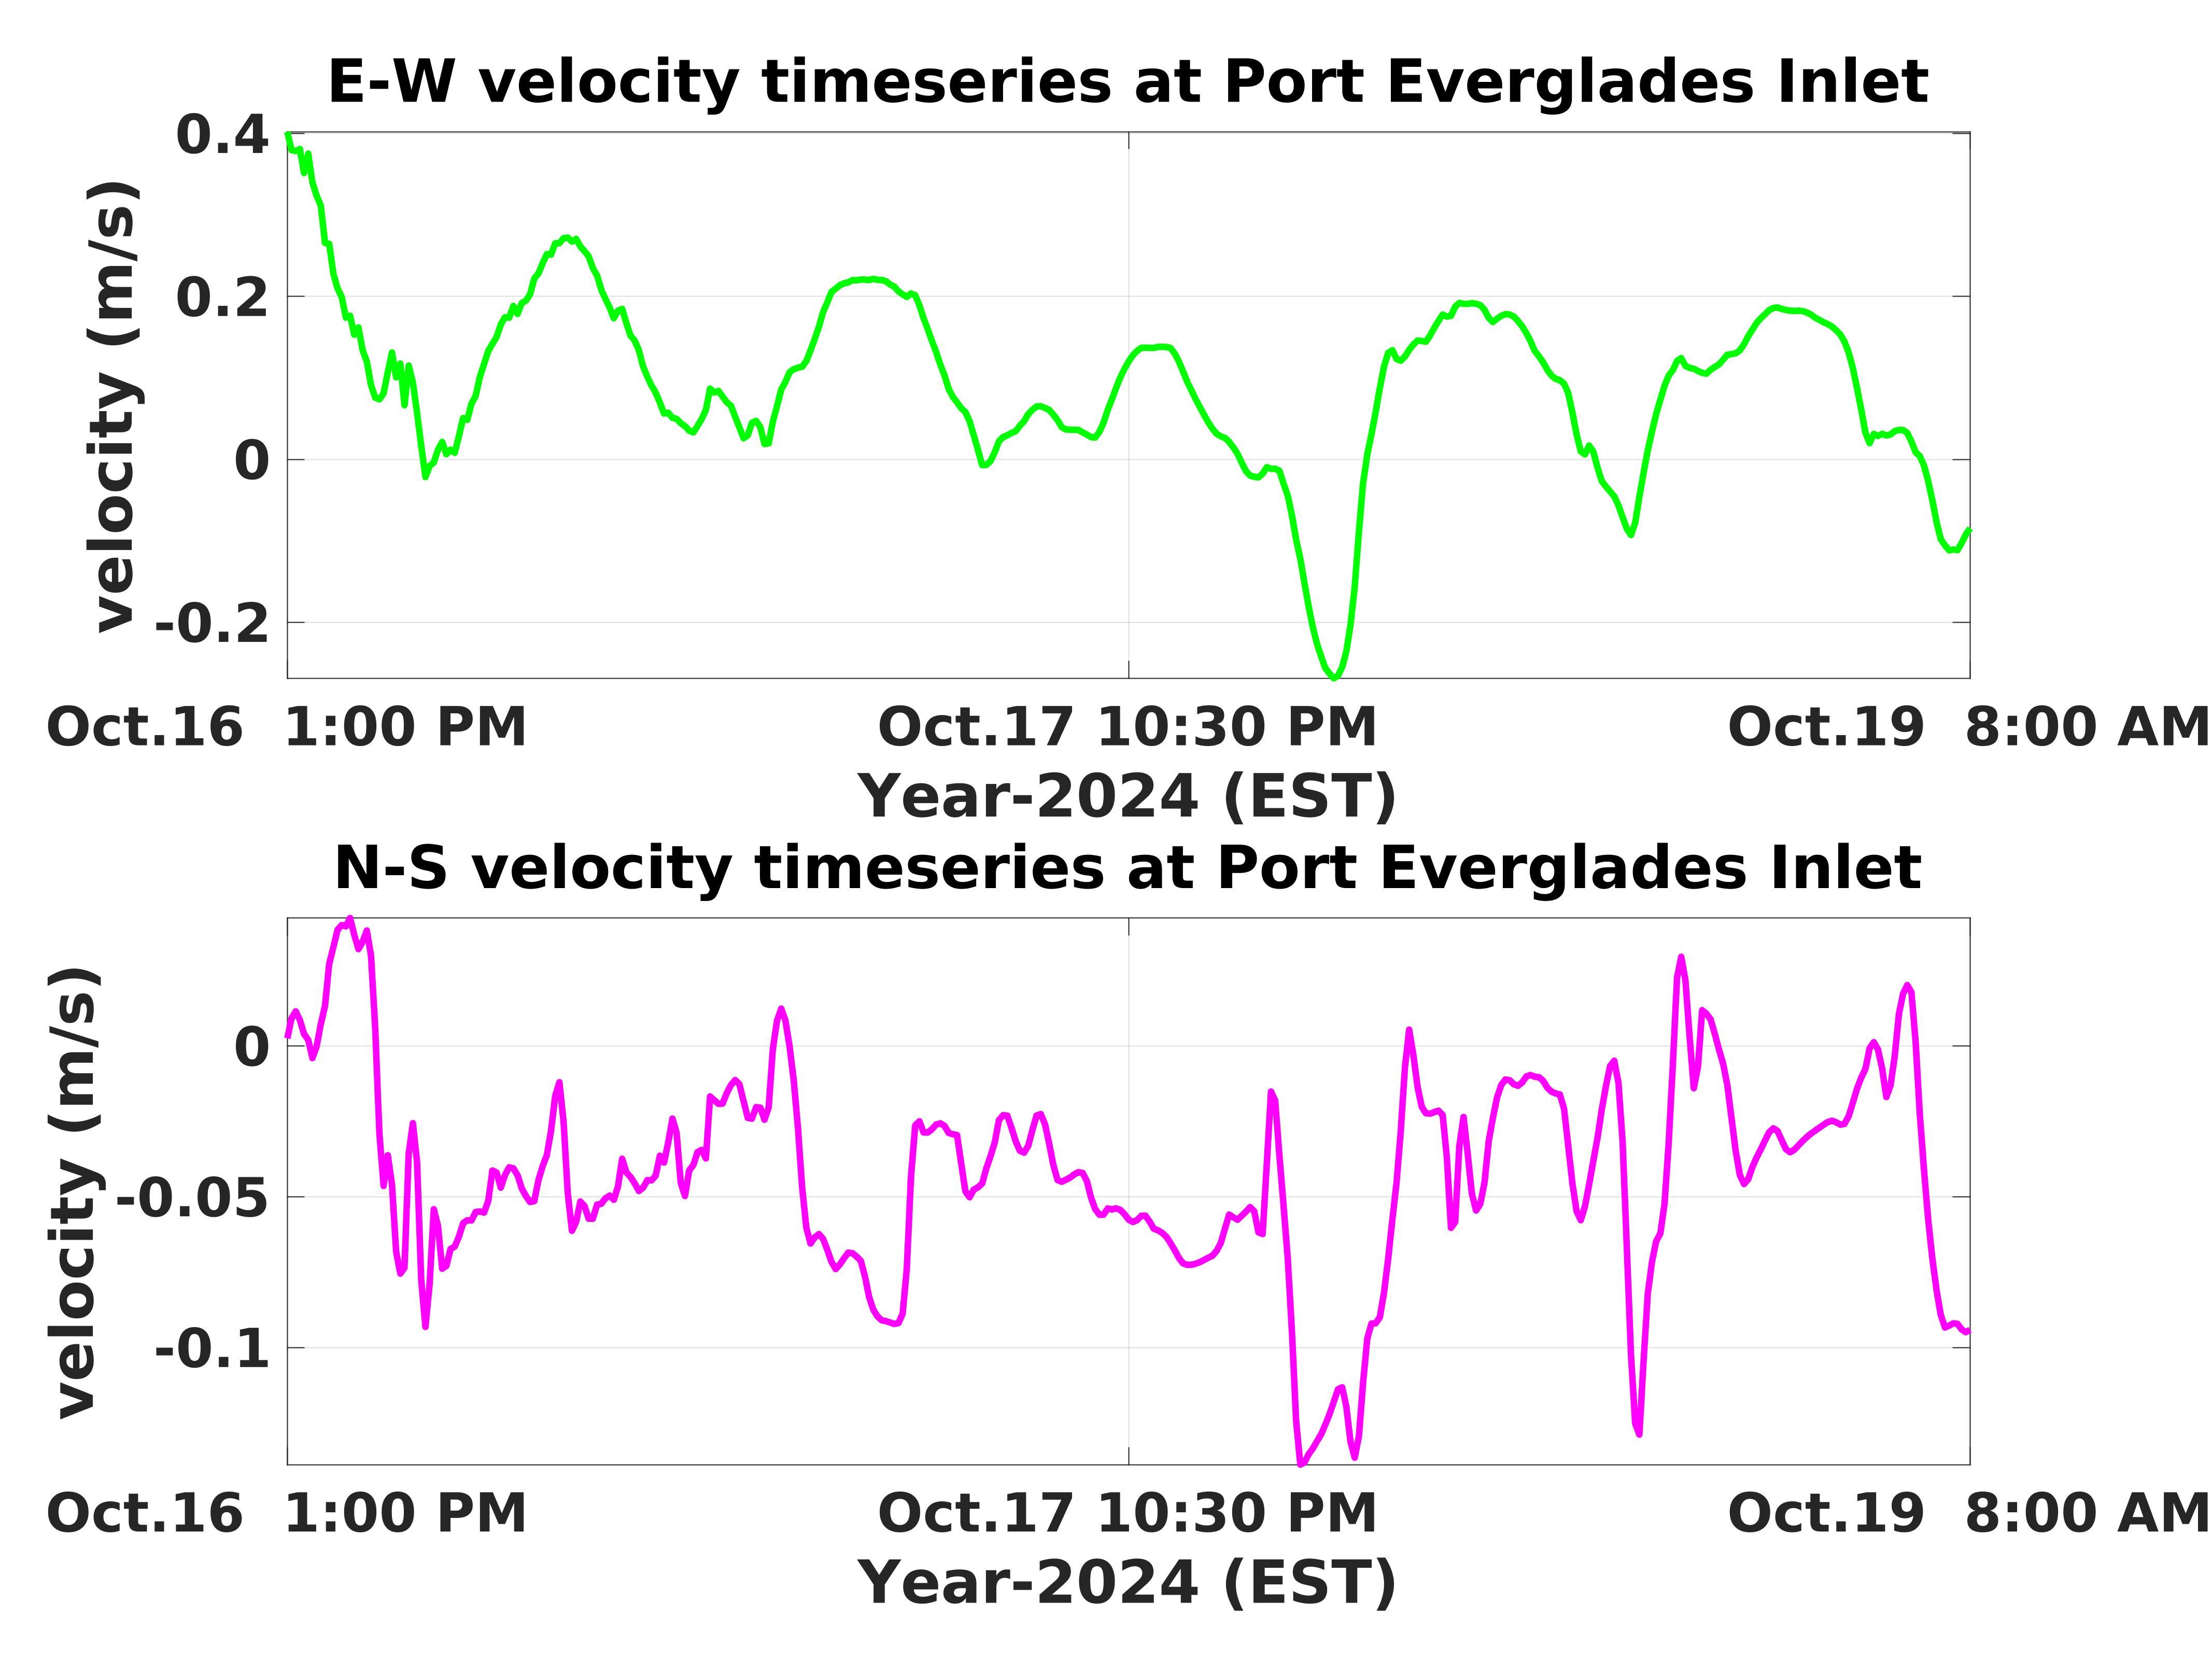 E-W velocity timeseries at Port Everglades Inlet
velocity (m/s)
0.4
0.2
0
-0.2
Oct.16  1:00 PM
Oct.17 10:30 PM
Oct.19  8:00 AM
Year-2024 (EST)
N-S velocity timeseries at Port Everglades Inlet
velocity (m/s)
0
-0.05
-0.1
Oct.16  1:00 PM
Oct.17 10:30 PM
Oct.19  8:00 AM
Year-2024 (EST)